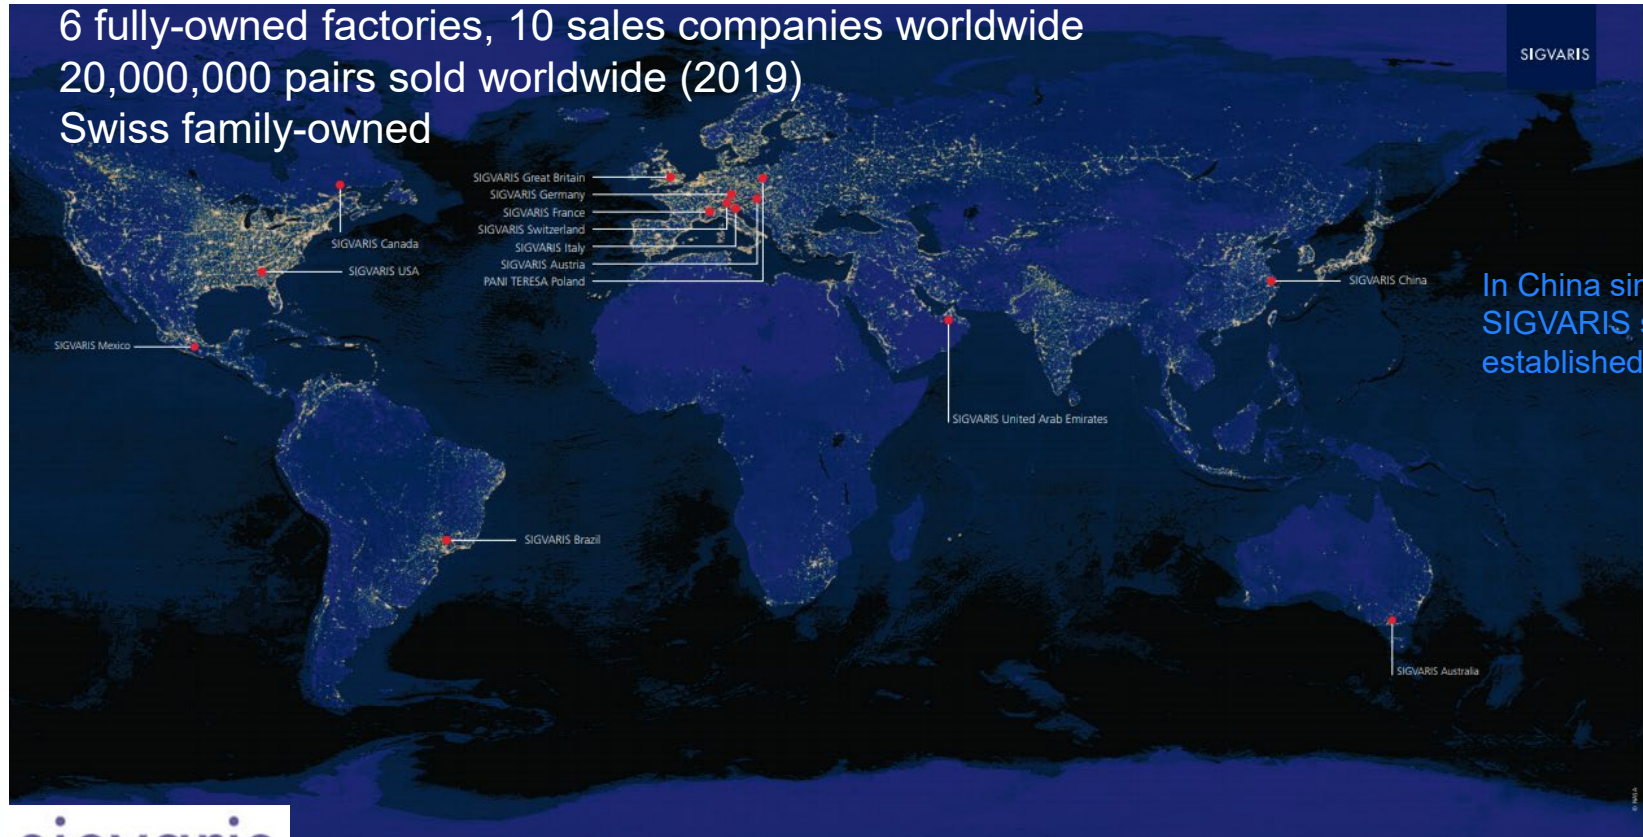 6 fully-owned factories, 10 sales companies worldwide
20,000,000 pairs sold worldwide (2019)
Swiss family-owned
SIGVARIS
SIGVARIS Great Britain
SIGVARIS Germany
SIGVARIS France
SIGVARIS Switzerland
SIGVARIS Italy
SIGVARIS Austria
PANI TERESA Poland
SIGVARIS Canada
SIGVARIS USA
SIGVARIS China
In China
SIGVARIS
established
SIGVARIS Mexico
SIGVARIS United Arab Emirates
SIGVARIS Brazil
SIGVARIS Australia
© NASA
sigvaris